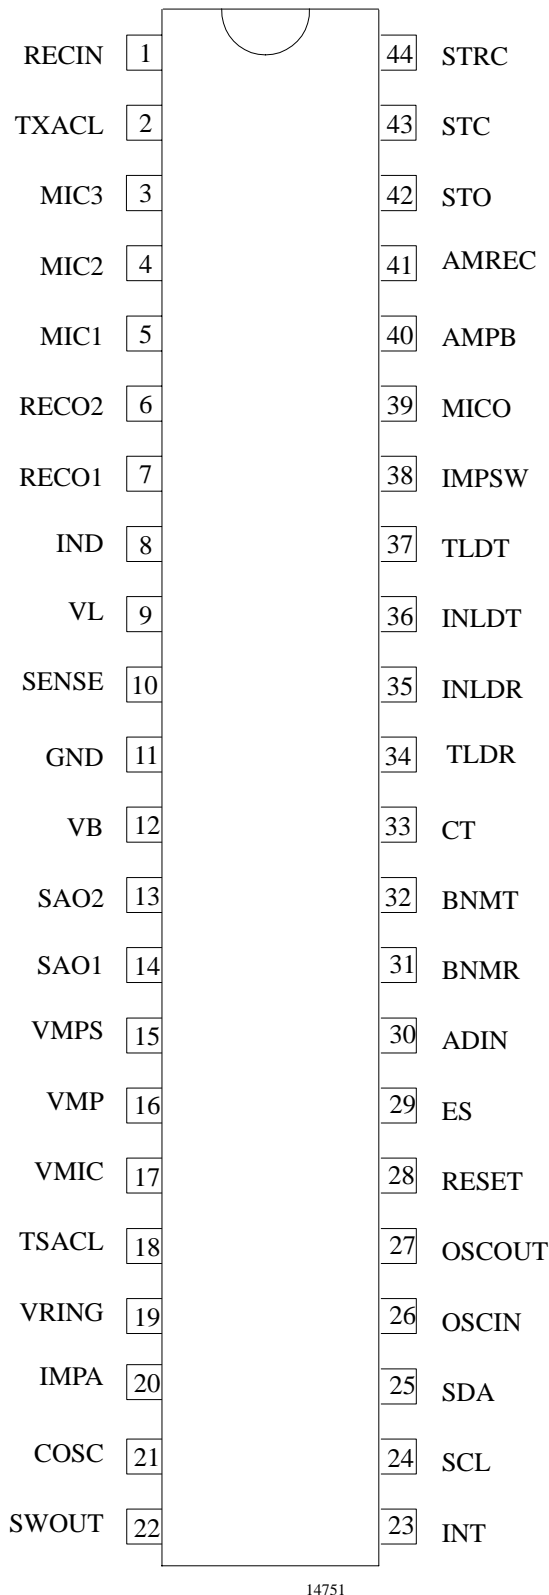 RECIN 1 44 STRC
TXACL 2 43 STC
MIC3 3 42 STO
MIC2 4 41 AMREC
MIC1 5 40 AMPB
RECO2 6 39 MICO
RECO1 7 38 IMPSW
IND 8 37 TLDT
VL 9 36 INLDT
SENSE 10 35 INLDR
GND 11 34 TLDR
VB 12 33 CT
SAO2 13 32 BNMT
SAO1 14 31 BNMR
VMPS 15 30 ADIN
VMP 16 29 ES
VMIC 17 28 RESET
TSACL 18 27 OSCOUT
VRING 19 26 OSCIN
IMPA 20 25 SDA
COSC 21 24 SCL
SWOUT 22 23 INT
14751